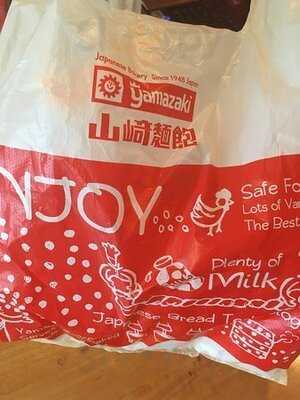 Japanese Bakery Since 1948 Japan
yamazaki
山崎麵飽
NJOY
Safe Fo
Lots of Var
The Best
Plenty of
Milk
Japanese Bread